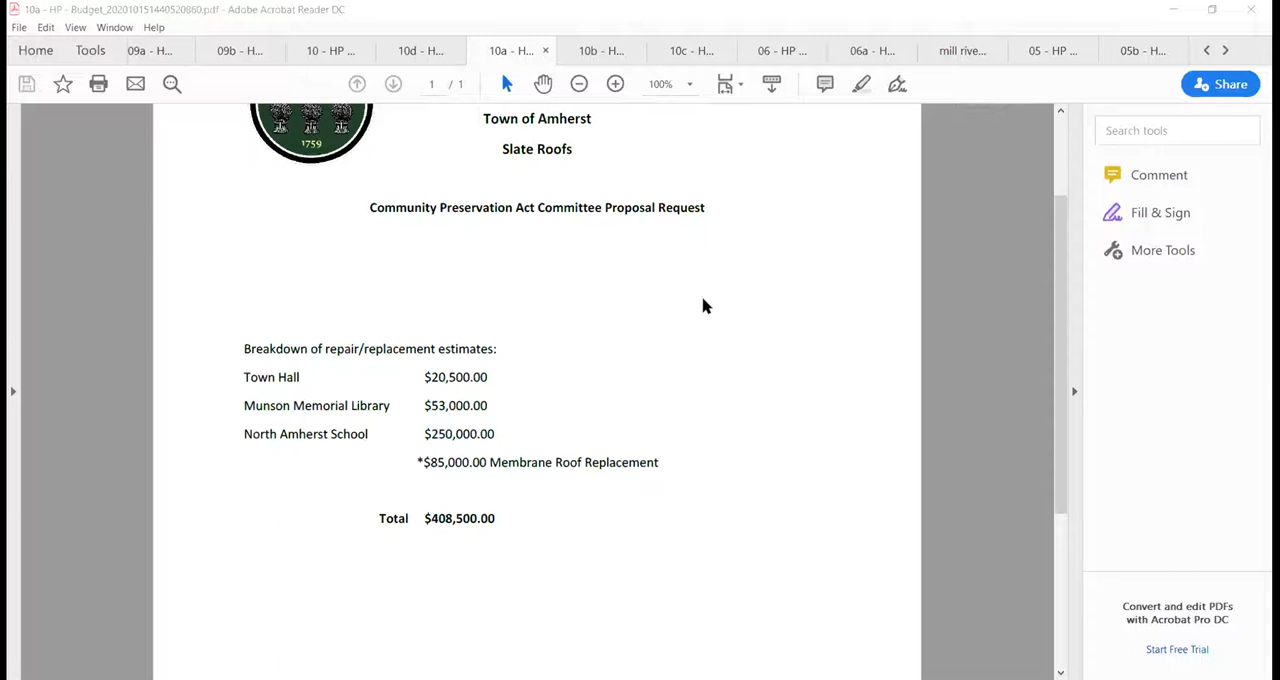 10a - HP - Budget_202010151440520860.pdf - Adobe Acrobat Reader DC
File Edit View Window Help
Home Tools 09a - H... 09b - H... 10 - HP ... 10d - H... 10a - H... × 10b - H... 10c - H... 06 - HP ... 06a - H... mill rive... 05 - HP ... 05b - H...
1 / 1 100% Share
1759
Town of Amherst
Slate Roofs
Community Preservation Act Committee Proposal Request
Breakdown of repair/replacement estimates:
Town Hall $20,500.00
Munson Memorial Library $53,000.00
North Amherst School $250,000.00
*$85,000.00 Membrane Roof Replacement
Total $408,500.00
Search tools
Comment
Fill & Sign
More Tools
Convert and edit PDFs
with Acrobat Pro DC
Start Free Trial